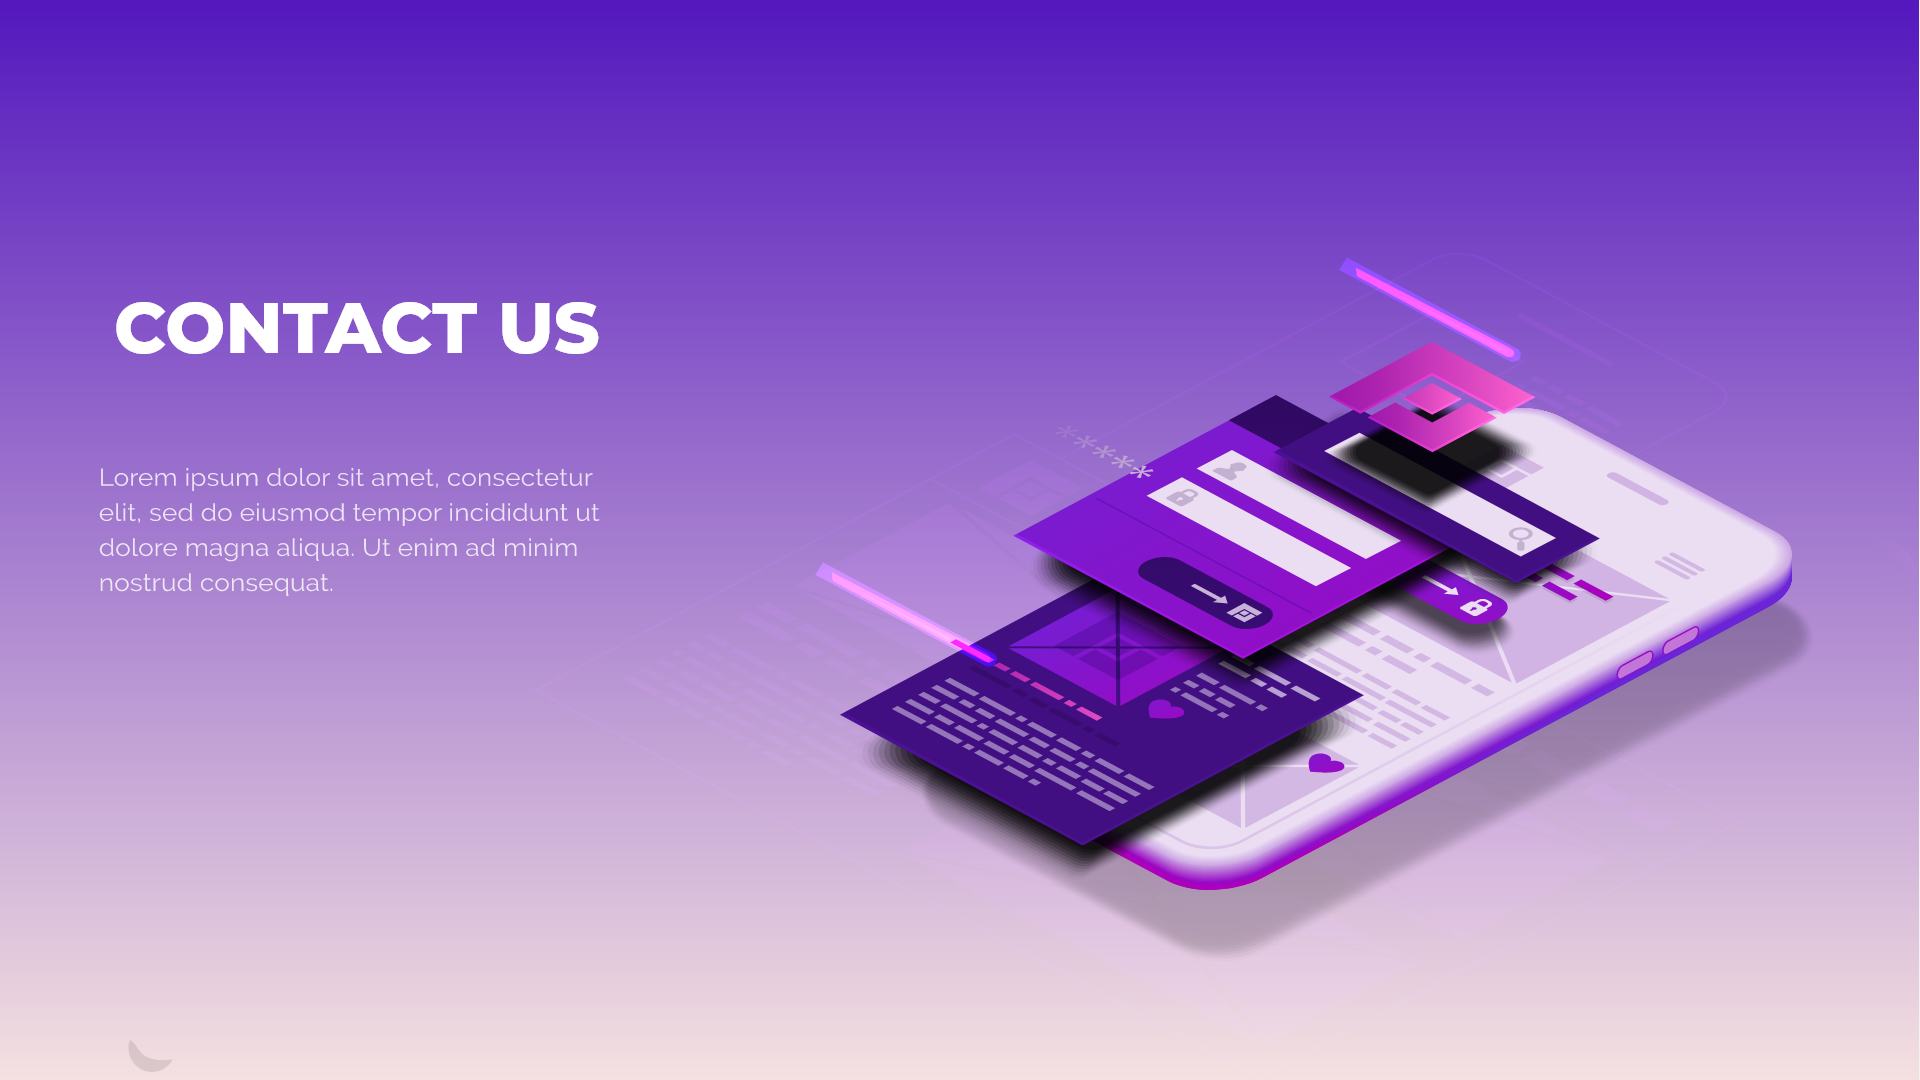 CONTACT US
Lorem ipsum dolor sit amet, consectetur
elit, sed do eiusmod tempor incididunt ut
dolore magna aliqua. Ut enim ad minim
nostrud consequat.
*****